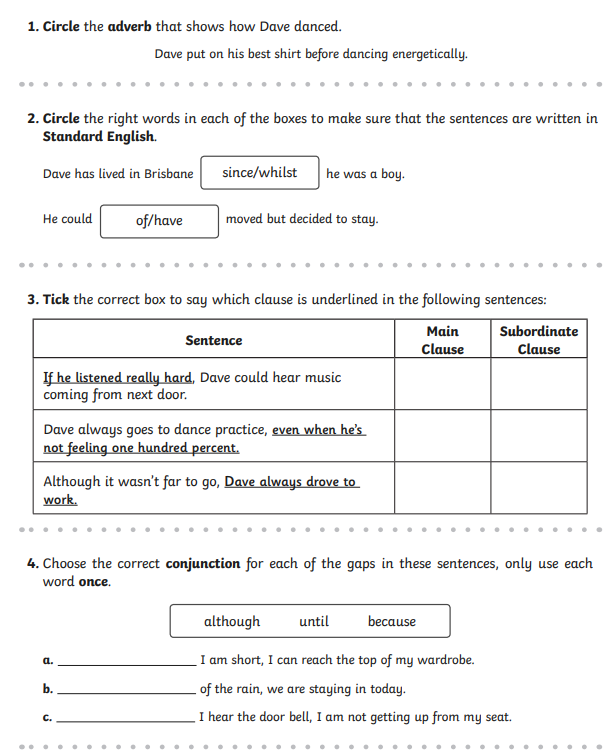 1. Circle the adverb that shows how Dave danced.
Dave put on his best shirt before dancing energetically.
2. Circle the right words in each of the boxes to make sure that the sentences are written in
Standard English.
Dave has lived in Brisbane since/whilst he was a boy.
He could of/have moved but decided to stay.
3. Tick the correct box to say which clause is underlined in the following sentences:
Sentence Main Clause Subordinate Clause
If he listened really hard, Dave could hear music
coming from next door.
Dave always goes to dance practice, even when he's
not feeling one hundred percent.
Although it wasn't far to go, Dave always drove to
work.
4. Choose the correct conjunction for each of the gaps in these sentences, only use each
word once.
although until because
a. ____________________ I am short, I can reach the top of my wardrobe.
b. ____________________ of the rain, we are staying in today.
c. ____________________ I hear the door bell, I am not getting up from my seat.